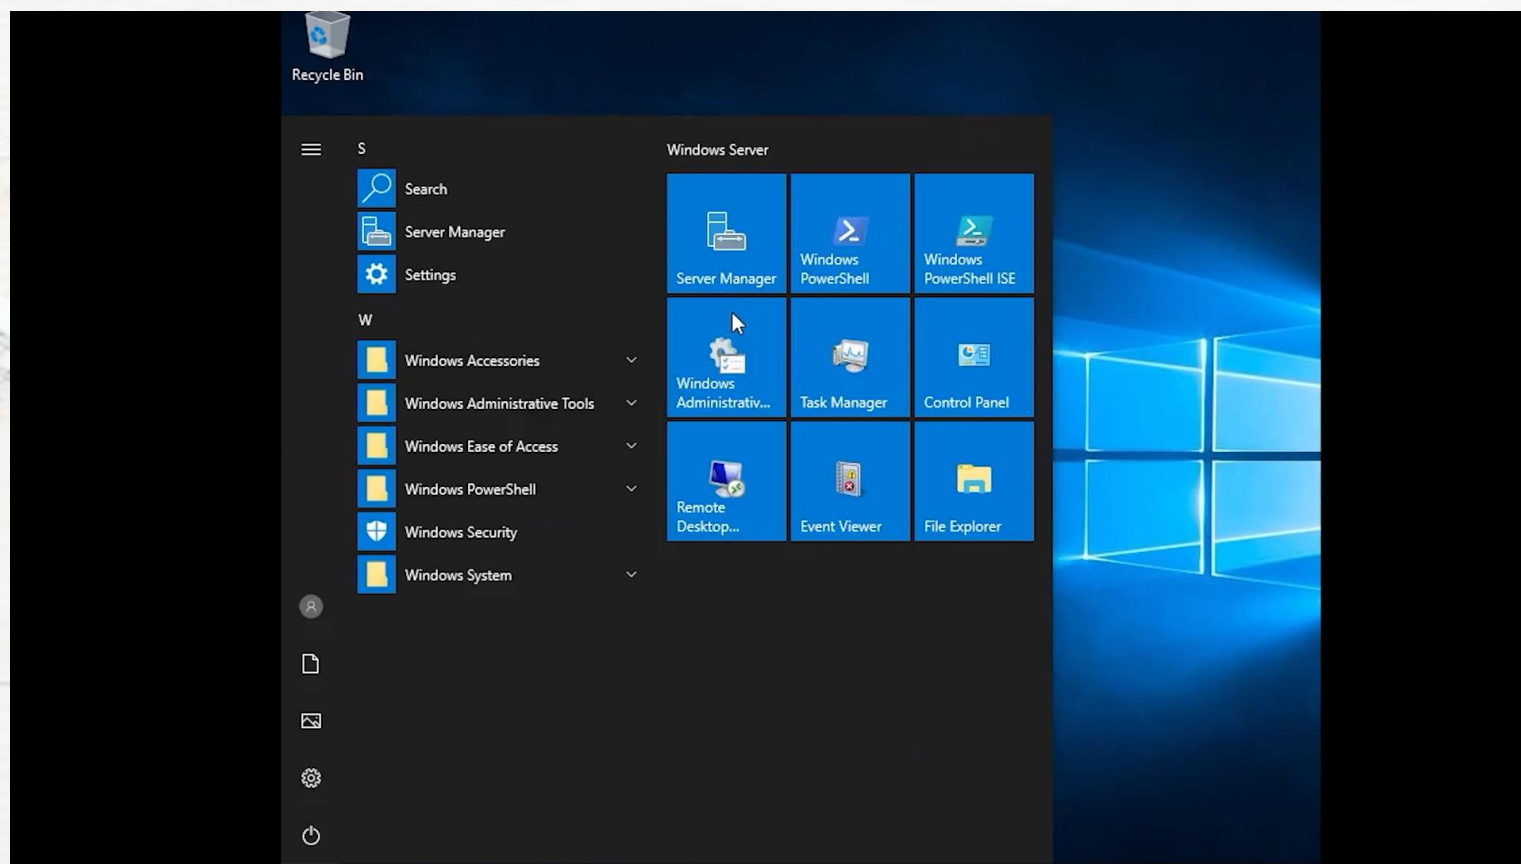 Recycle Bin
S
Search
Server Manager
Settings
W
Windows Accessories
Windows Administrative Tools
Windows Ease of Access
Windows PowerShell
Windows Security
Windows System
Windows Server
Server Manager
Windows
PowerShell
Windows
PowerShell ISE
Windows
Administrativ...
Task Manager
Control Panel
Remote
Desktop...
Event Viewer
File Explorer